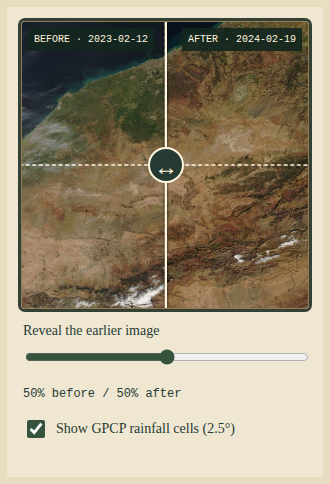 BEFORE · 2023-02-12
AFTER · 2024-02-19
Reveal the earlier image
50% before / 50% after
Show GPCP rainfall cells (2.5°)